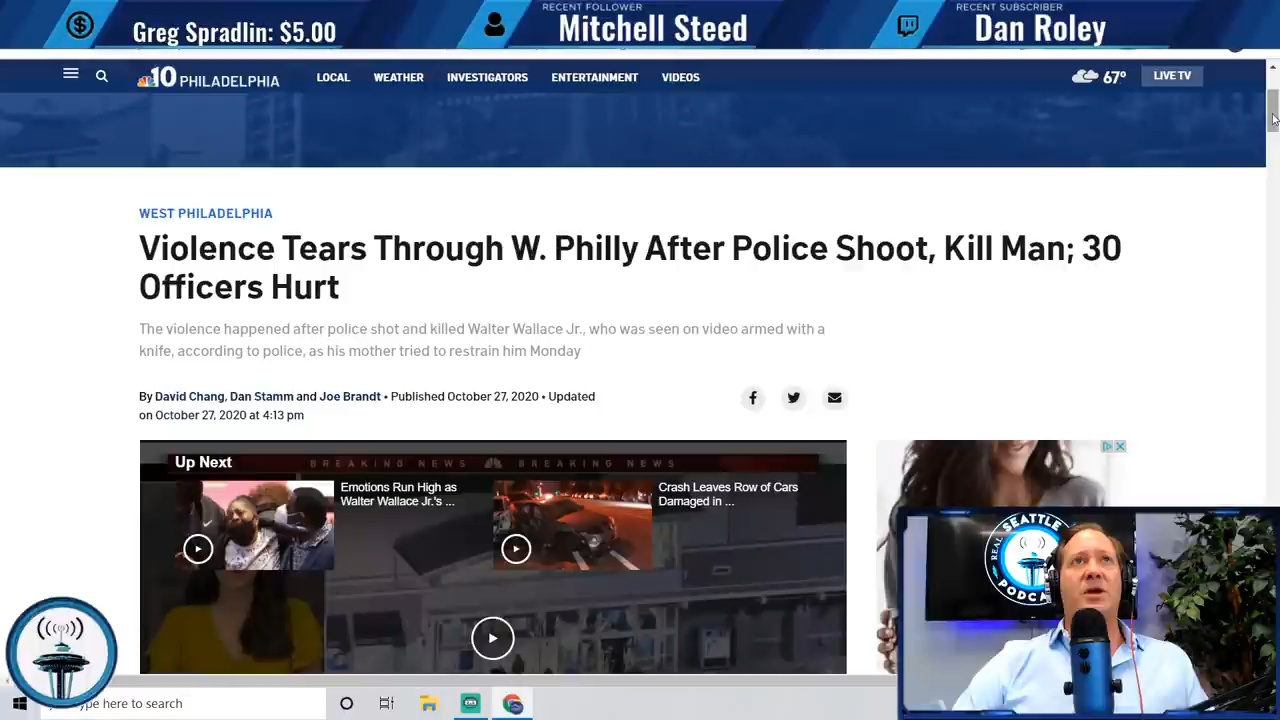 RECENT FOLLOWER
RECENT SUBSCRIBER
Greg Spradlin: $5.00
Mitchell Steed
Dan Roley
10 PHILADELPHIA
LOCAL
WEATHER
INVESTIGATORS
ENTERTAINMENT
VIDEOS
67°
LIVE TV
WEST PHILADELPHIA
Violence Tears Through W. Philly After Police Shoot, Kill Man; 30
Officers Hurt
The violence happened after police shot and killed Walter Wallace Jr., who was seen on video armed with a
knife, according to police, as his mother tried to restrain him Monday
By David Chang, Dan Stamm and Joe Brandt • Published October 27, 2020 • Updated
on October 27, 2020 at 4:13 pm
Up Next
BREAKING NEWS
BREAKING NEWS
Emotions Run High as
Walter Wallace Jr.'s ...
Crash Leaves Row of Cars
Damaged in ...
REAL SEATTLE
here to search